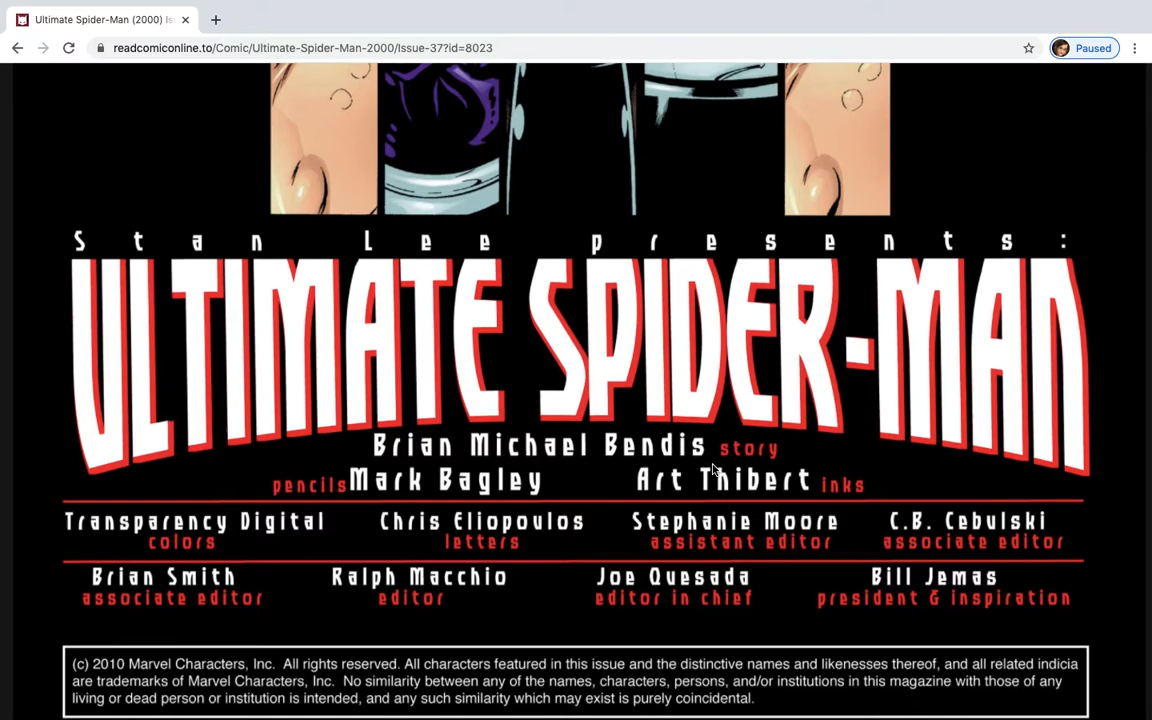 Ultimate Spider-Man (2000) Is
readcomiconline.to/Comic/Ultimate-Spider-Man-2000/Issue-37?id=8023
Paused
Stan Lee presents:
ULTIMATE SPIDER-MAN
Brian Michael Bendis story
pencils Mark Bagley Art Thibert inks
Transparency Digital Chris Eliopoulos Stephanie Moore C.B. Cebulski
colors letters assistant editor associate editor
Brian Smith Ralph Macchio Joe Quesada Bill Jemas
associate editor editor editor in chief president & inspiration
(c) 2010 Marvel Characters, Inc. All rights reserved. All characters featured in this issue and the distinctive names and likenesses thereof, and all related indicia
are trademarks of Marvel Characters, Inc. No similarity between any of the names, characters, persons, and/or institutions in this magazine with those of any
living or dead person or institution is intended, and any such similarity which may exist is purely coincidental.